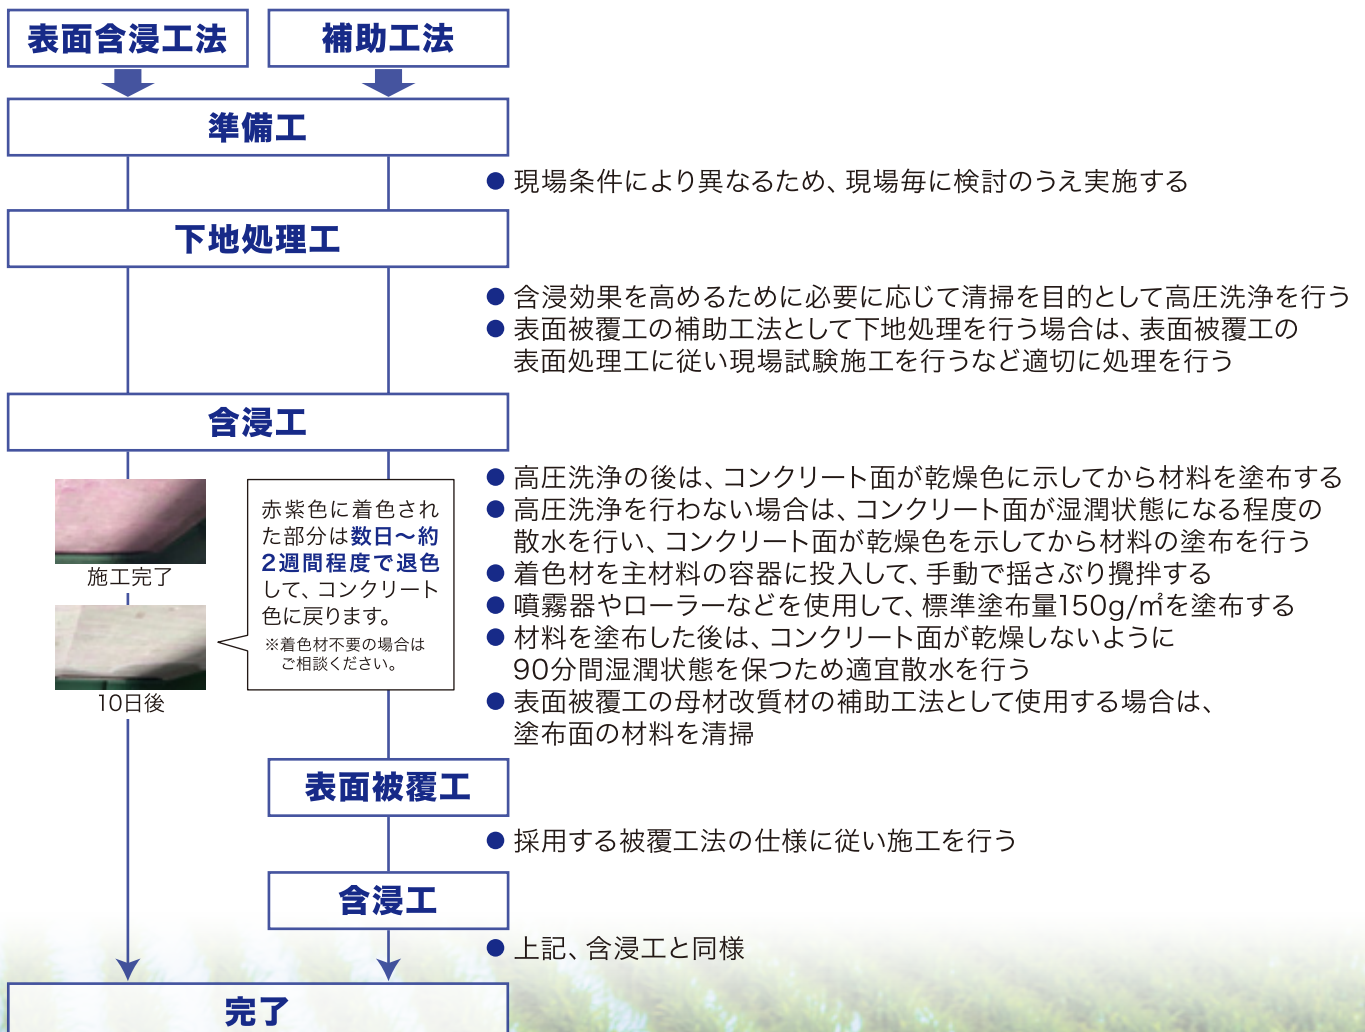 表面含浸工法
補助工法
準備工
● 現場条件により異なるため、現場毎に検討のうえ実施する
下地処理工
● 含浸効果を高めるために必要に応じて清掃を目的として高圧洗浄を行う
● 表面被覆工の補助工法として下地処理を行う場合は、表面被覆工の
表面処理工に従い現場試験施工を行うなど適切に処理を行う
含浸工
● 高圧洗浄の後は、コンクリート面が乾燥色に示してから材料を塗布する
● 高圧洗浄を行わない場合は、コンクリート面が湿潤状態になる程度の
散水を行い、コンクリート面が乾燥色を示してから材料の塗布を行う
● 着色材を主材料の容器に投入して、手動で揺さぶり攪拌する
● 噴霧器やローラーなどを使用して、標準塗布量150g/㎡を塗布する
● 材料を塗布した後は、コンクリート面が乾燥しないように
90分間湿潤状態を保つため適宜散水を行う
● 表面被覆工の母材改質材の補助工法として使用する場合は、
塗布面の材料を清掃
施工完了
10日後
赤紫色に着色され
た部分は数日～約
2週間程度で退色
して、コンクリート
色に戻ります。
※着色材不要の場合は
ご相談ください。
表面被覆工
● 採用する被覆工法の仕様に従い施工を行う
含浸工
● 上記、含浸工と同様
完了